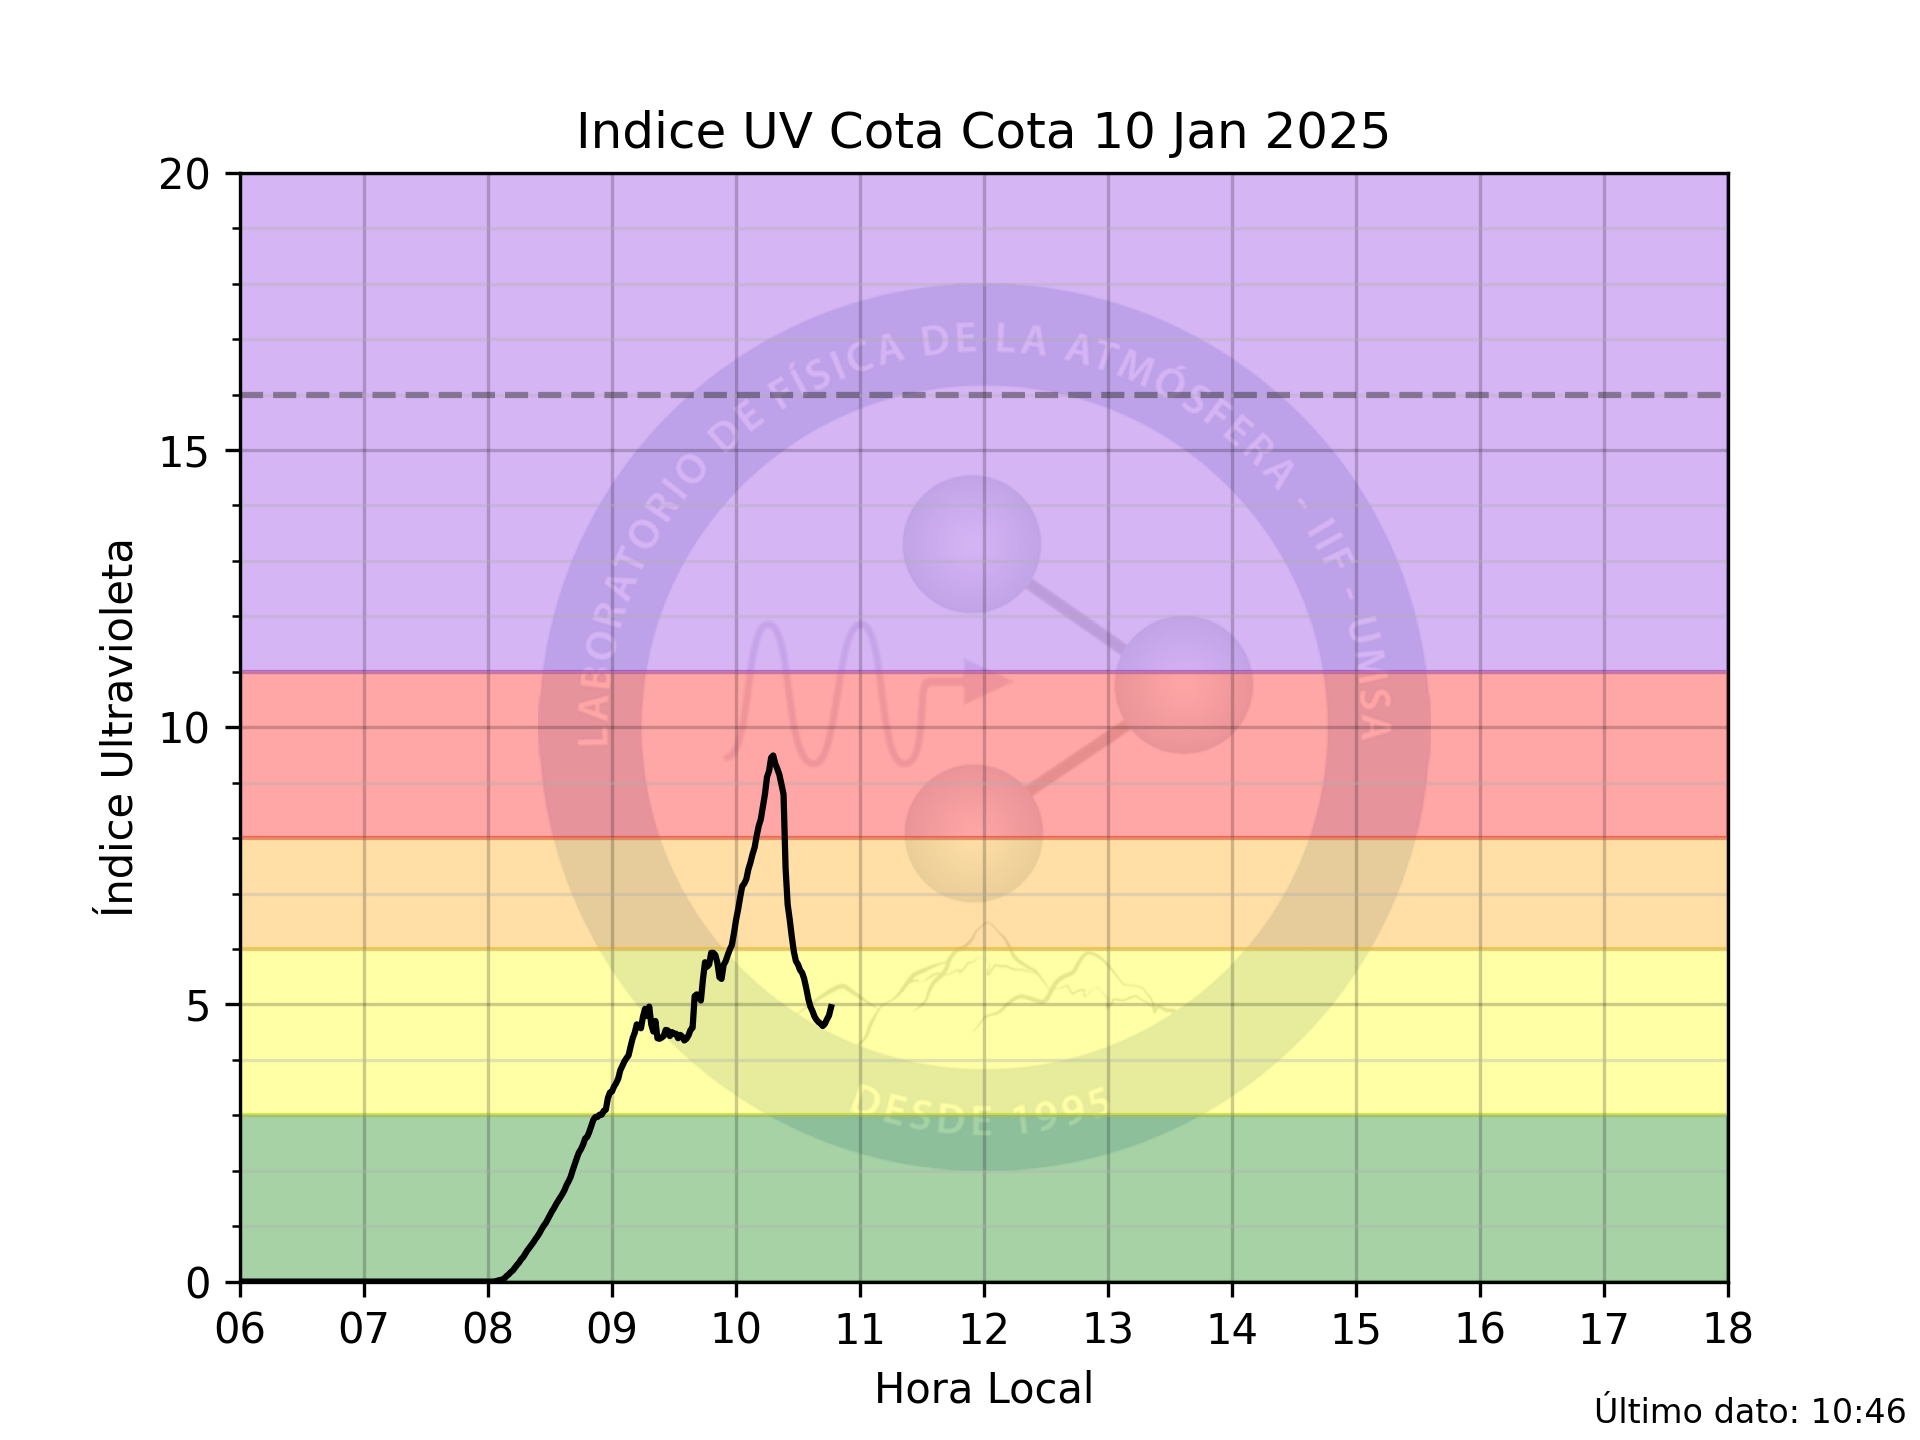 Indice UV Cota Cota 10 Jan 2025
20
15
10
5
0
Índice Ultravioleta
LABORATORIO DE FÍSICA DE LA ATMÓSFERA - IIF - UMSA
DESDE 1995
06 07 08 09 10 11 12 13 14 15 16 17 18
Hora Local
Último dato: 10:46